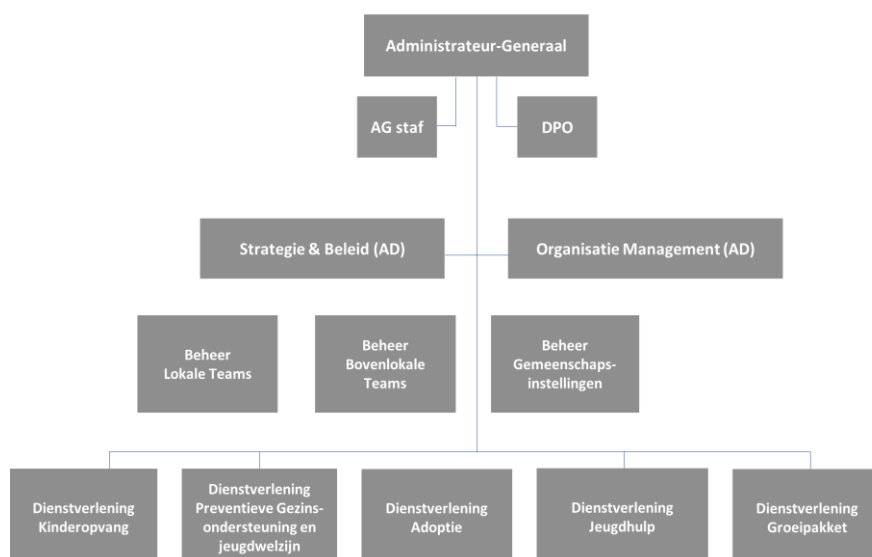 Administrateur-Generaal
AG staf
DPO
Strategie & Beleid (AD)
Organisatie Management (AD)
Beheer
Lokale Teams
Beheer
Bovenlokale
Teams
Beheer
Gemeenschaps-
instellingen
Dienstverlening
Kinderopvang
Dienstverlening
Preventieve Gezins-
ondersteuning en
jeugdwelzijn
Dienstverlening
Adoptie
Dienstverlening
Jeugdhulp
Dienstverlening
Groeipakket